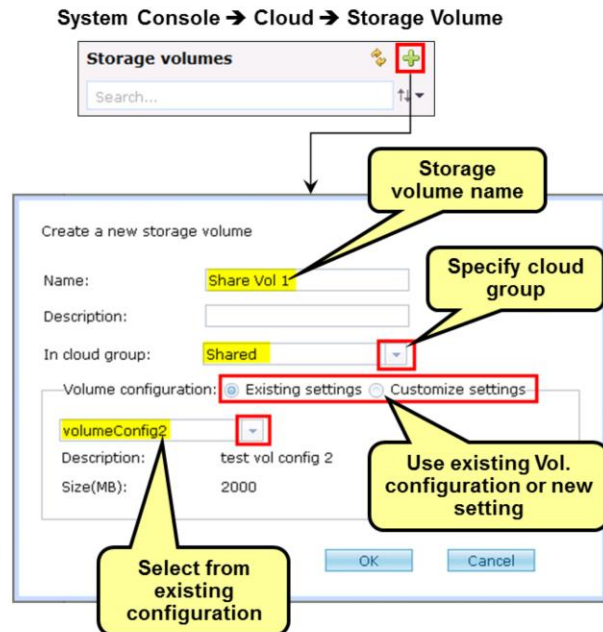 System Console ➔ Cloud ➔ Storage Volume
Storage volumes
Search...
Storage
volume name
Create a new storage volume
Specify cloud
group
Name:
Share Vol 1
Description:
In cloud group:
Shared
Volume configuration:
Existing settings
Customize settings
volumeConfig2
Description:
test vol config 2
Size(MB):
2000
Use existing Vol.
configuration or new
setting
OK
Cancel
Select from
existing
configuration